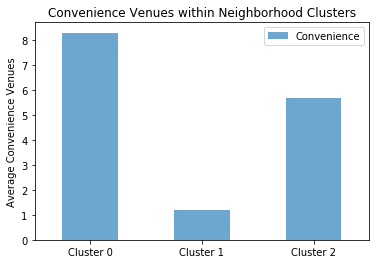 Convenience Venues within Neighborhood Clusters
Convenience
Average Convenience Venues
8
7
6
5
4
3
2
1
0
Cluster 0 Cluster 1 Cluster 2